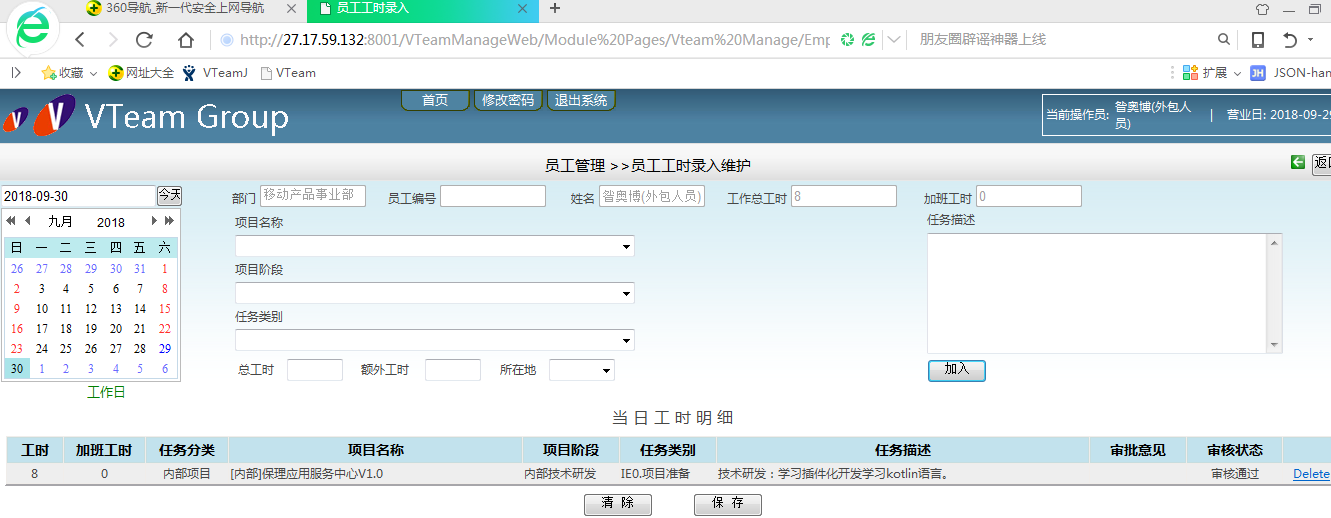 360导航_新一代安全上网导航
员工工时录入
http://27.17.59.132:8001/VTeamManageWeb/Module%20Pages/Vteam%20Manage/Emp
朋友圈辟谣神器上线
收藏 网址大全 VTeamJ VTeam 扩展 JH JSON-han
首页 修改密码 退出系统
V V VTeam Group
当前操作员: 昝奥博(外包人员) | 营业日: 2018-09-29
员工管理 >>员工工时录入维护
返回
2018-09-30 今天
部门 移动产品事业部 员工编号 姓名 昝奥博(外包人员) 工作总工时 8 加班工时 0
九月 2018
日 一 二 三 四 五 六
26 27 28 29 30 31 1
2 3 4 5 6 7 8
9 10 11 12 13 14 15
16 17 18 19 20 21 22
23 24 25 26 27 28 29
30 1 2 3 4 5 6
工作日
项目名称
项目阶段
任务类别
总工时 额外工时 所在地
任务描述
加入
当日工时明细
工时 加班工时 任务分类 项目名称 项目阶段 任务类别 任务描述 审批意见 审核状态
8 0 内部项目 [内部]保理应用服务中心V1.0 内部技术研发 IE0.项目准备 技术研发：学习插件化开发学习kotlin语言。 审核通过 Delete
清 除 保 存